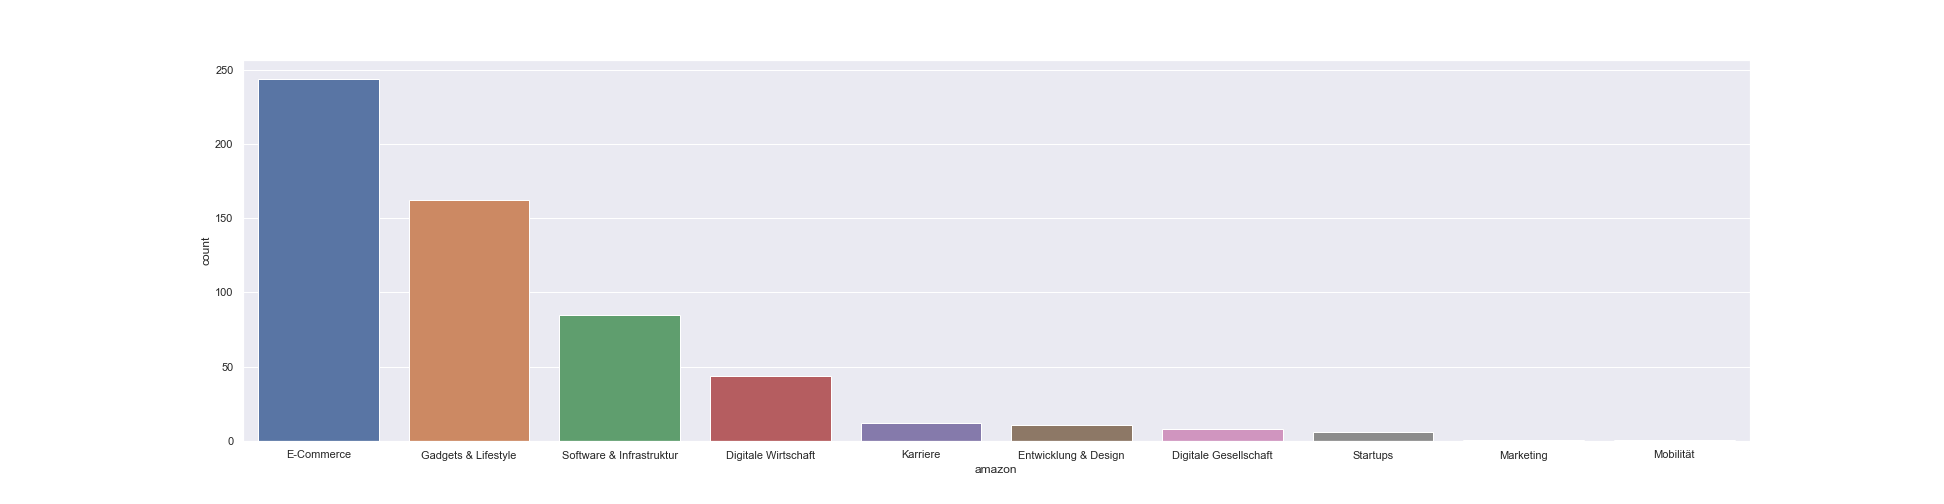 250
200
150
100
50
0
count
E-Commerce
Gadgets & Lifestyle
Software & Infrastruktur
Digitale Wirtschaft
Karriere
Entwicklung & Design
Digitale Gesellschaft
Startups
Marketing
Mobilität
amazon